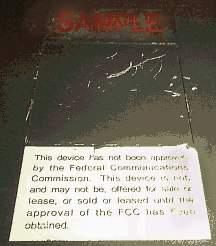 SAMPLE
This device has not been approved
by the Federal Communications
Commission. This device is not,
and may not be, offered for sale or
lease, or sold or leased until the
approval of the FCC has been
obtained.